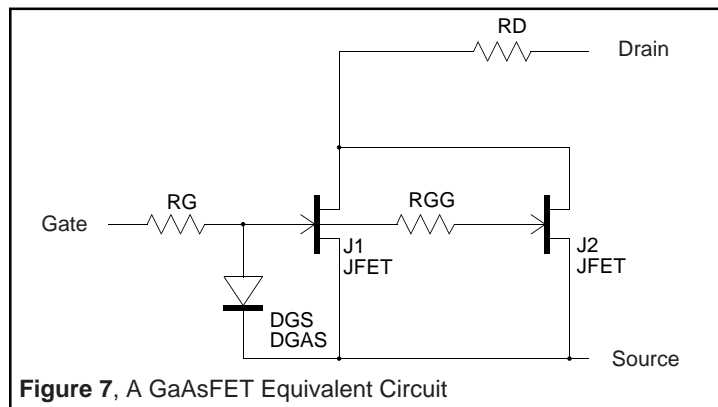 RD
Drain
RG
RGG
Gate
J1
JFET
J2
JFET
DGS
DGAS
Source
Figure 7, A GaAsFET Equivalent Circuit